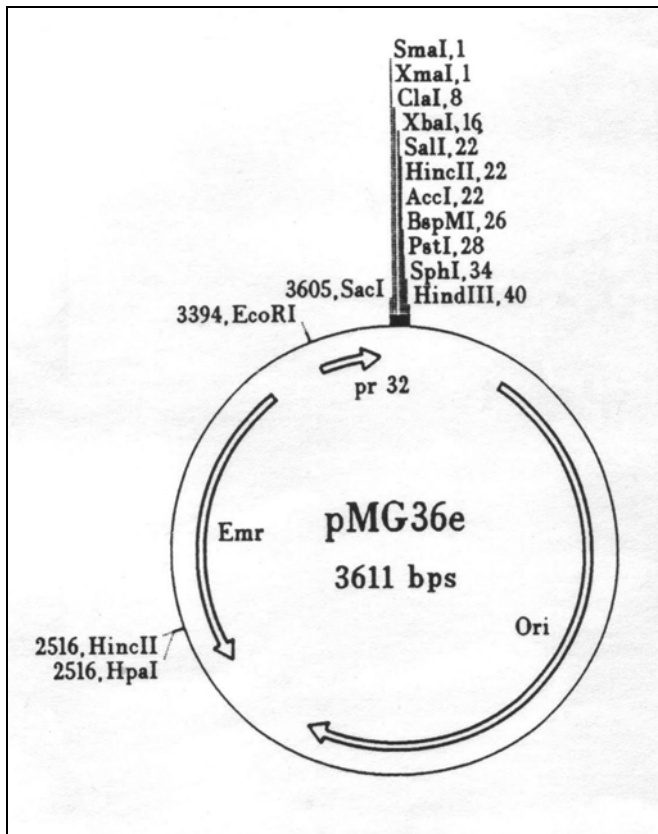 SmaI,1
XmaI,1
ClaI,8
XbaI,16
SalI,22
HincII,22
AccI,22
BspMI,26
PstI,28
SphI,34
3605,SacI
HindIII,40
3394,EcoRI
pr 32
pMG36e
Emr
3611 bps
Ori
2516,HincII
2516,HpaI